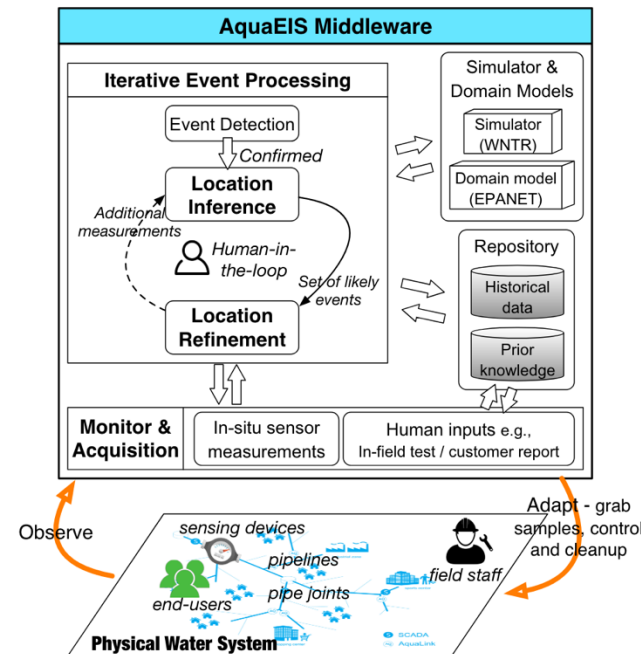 AquaEIS Middleware
Iterative Event Processing
Event Detection
Confirmed
Location
Inference
Additional
measurements
Human-in-
the-loop
Set of likely
events
Location
Refinement
Simulator &
Domain Models
Simulator
(WNTR)
Domain model
(EPANET)
Repository
Historical
data
Prior
knowledge
Monitor &
Acquisition
In-situ sensor
measurements
Human inputs e.g.,
In-field test / customer report
Observe
Adapt - grab
samples, control
and cleanup
sensing devices
pipelines
pipe joints
end-users
field staff
Physical Water System
SCADA
AquaLink